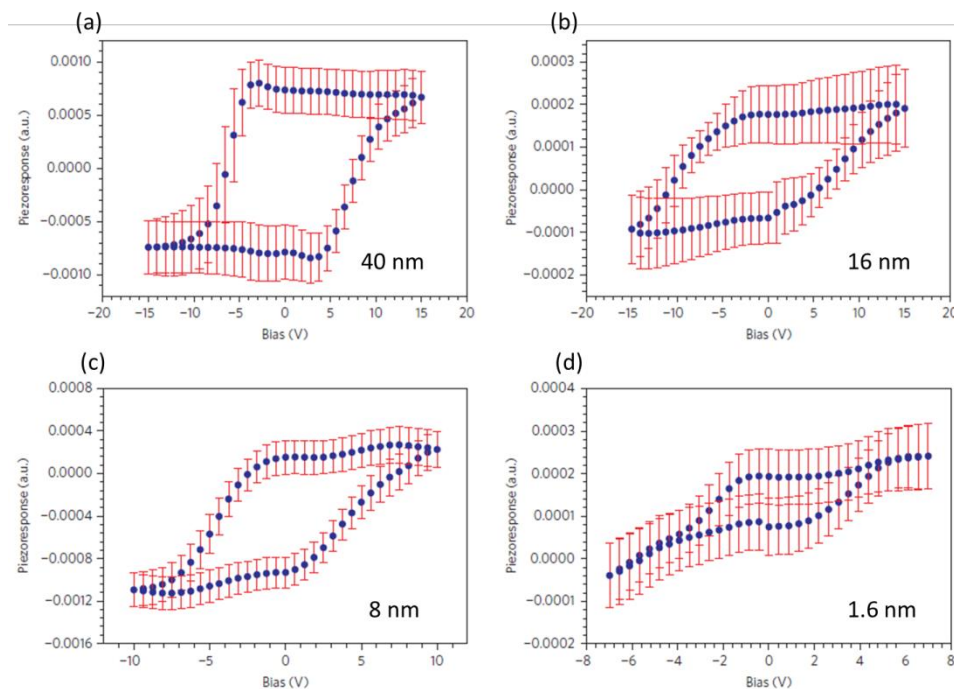 (a)
Piezoresponse (a.u.)
0.0010
0.0005
0.0000
−0.0005
−0.0010
40 nm
−20 −15 −10 −5 0 5 10 15 20
Bias (V)
(b)
Piezoresponse (a.u.)
0.0003
0.0002
0.0001
0.0000
−0.0001
−0.0002
16 nm
−20 −15 −10 −5 0 5 10 15 20
Bias (V)
(c)
Piezoresponse (a.u.)
0.0008
0.0004
0.0000
−0.0004
−0.0008
−0.0012
−0.0016
8 nm
−10 −5 0 5 10
Bias (V)
(d)
Piezoresponse (a.u.)
0.0004
0.0003
0.0002
0.0001
0.0000
−0.0001
−0.0002
1.6 nm
−8 −6 −4 −2 0 2 4 6 8
Bias (V)